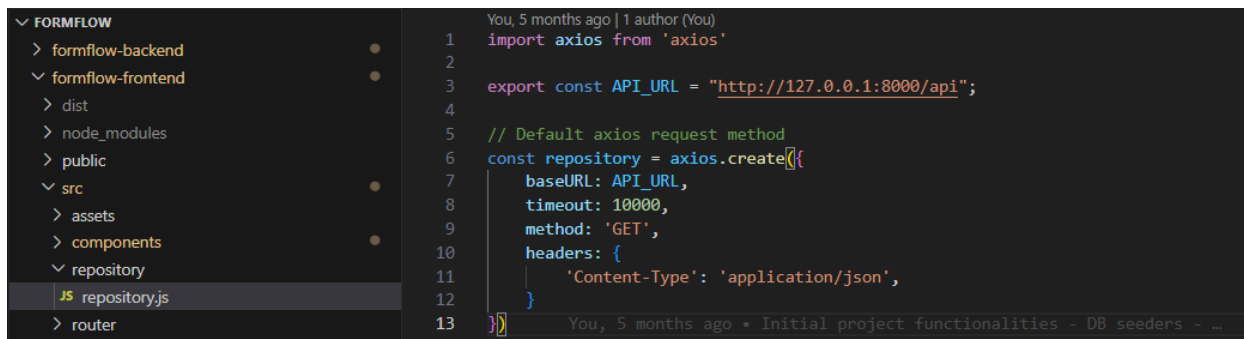 FORMFLOW
formflow-backend
formflow-frontend
dist
node_modules
public
src
assets
components
repository
JS repository.js
router
You, 5 months ago | 1 author (You)
1 import axios from 'axios'
2
3 export const API_URL = "http://127.0.0.1:8000/api";
4
5 // Default axios request method
6 const repository = axios.create({
7 baseURL: API_URL,
8 timeout: 10000,
9 method: 'GET',
10 headers: {
11 'Content-Type': 'application/json',
12 }
13 }) You, 5 months ago • Initial project functionalities - DB seeders - …